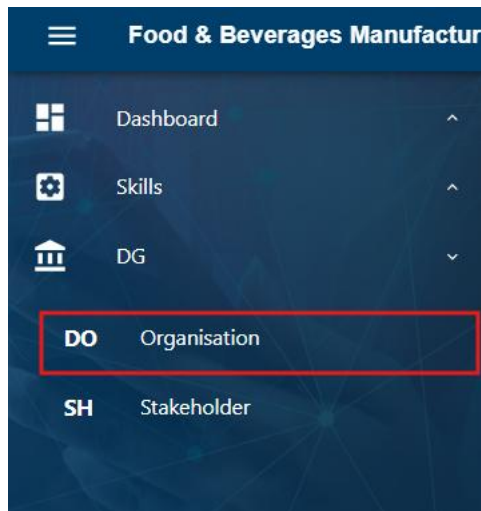 Food & Beverages Manufactur
Dashboard
Skills
DG
DO Organisation
SH Stakeholder